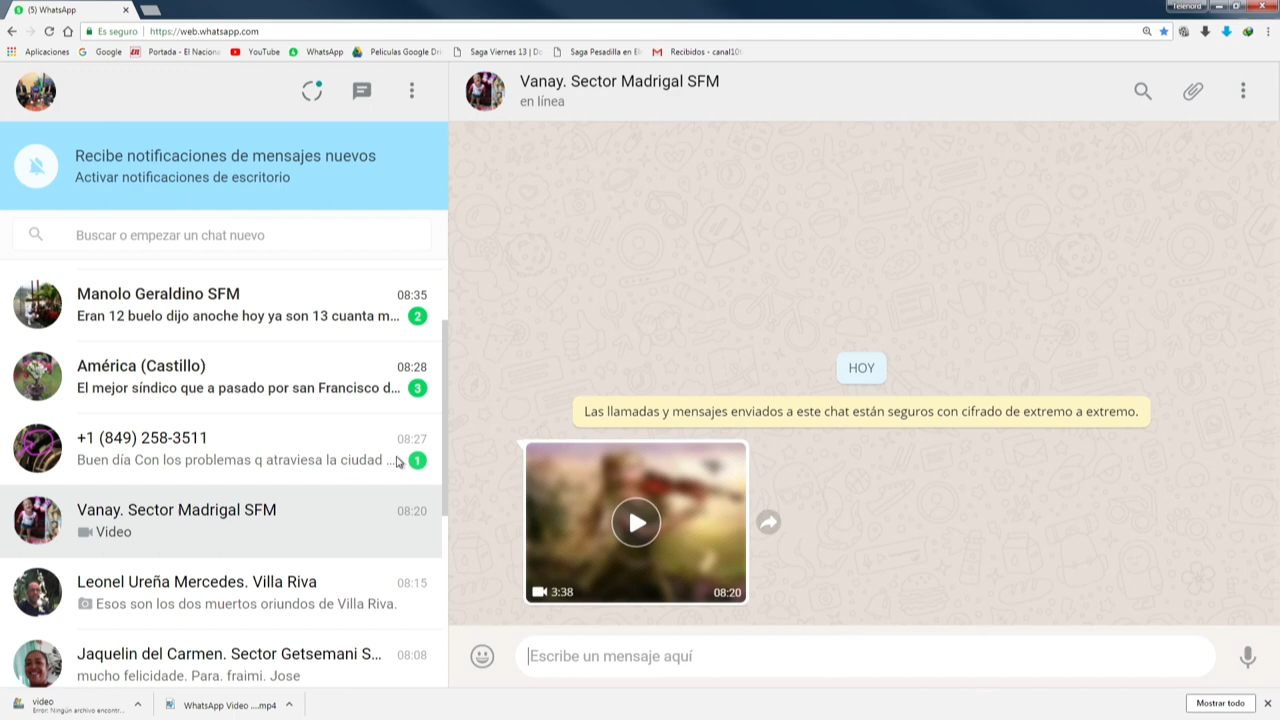 (5) WhatsApp
Telenord
Es seguro | https://web.whatsapp.com
Aplicaciones Google Portada - El Naciona YouTube WhatsApp Peliculas Google Dri Saga Viernes 13 | Do Saga Pesadilla en El Recibidos - canal10t
Vanay. Sector Madrigal SFM
en línea
Recibe notificaciones de mensajes nuevos
Activar notificaciones de escritorio
Buscar o empezar un chat nuevo
Manolo Geraldino SFM 08:35
Eran 12 buelo dijo anoche hoy ya son 13 cuanta m... 2
América (Castillo) 08:28
El mejor síndico que a pasado por san Francisco d... 3
+1 (849) 258-3511 08:27
Buen día Con los problemas q atraviesa la ciudad ... 1
Vanay. Sector Madrigal SFM 08:20
Video
Leonel Ureña Mercedes. Villa Riva 08:15
Esos son los dos muertos oriundos de Villa Riva.
Jaquelin del Carmen. Sector Getsemani S... 08:08
mucho felicidade. Para. fraimi. Jose
HOY
Las llamadas y mensajes enviados a este chat están seguros con cifrado de extremo a extremo.
3:38 08:20
Escribe un mensaje aquí
video
Error: Ningún archivo encontr...
WhatsApp Video ....mp4
Mostrar todo